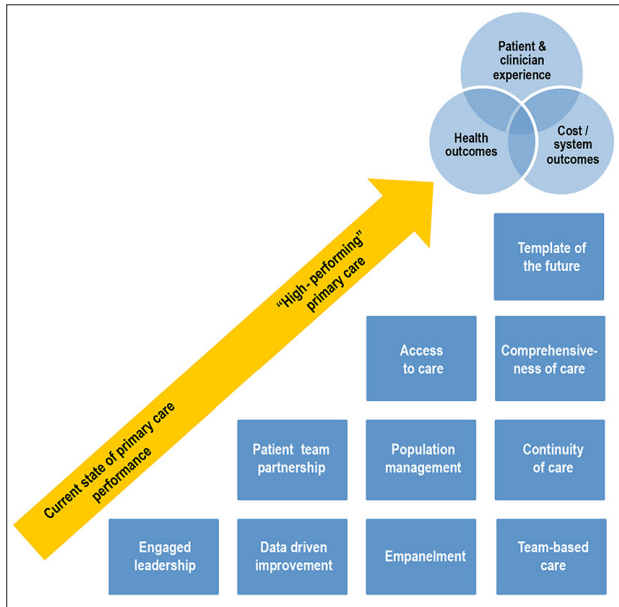 Patient &
clinician
experience
Health
outcomes
Cost /
system
outcomes
"High-performing"
primary care
Current state of primary care
performance
Template of
the future
Access
to care
Comprehensive-
ness of care
Patient team
partnership
Population
management
Continuity
of care
Engaged
leadership
Data driven
improvement
Empanelment
Team-based
care